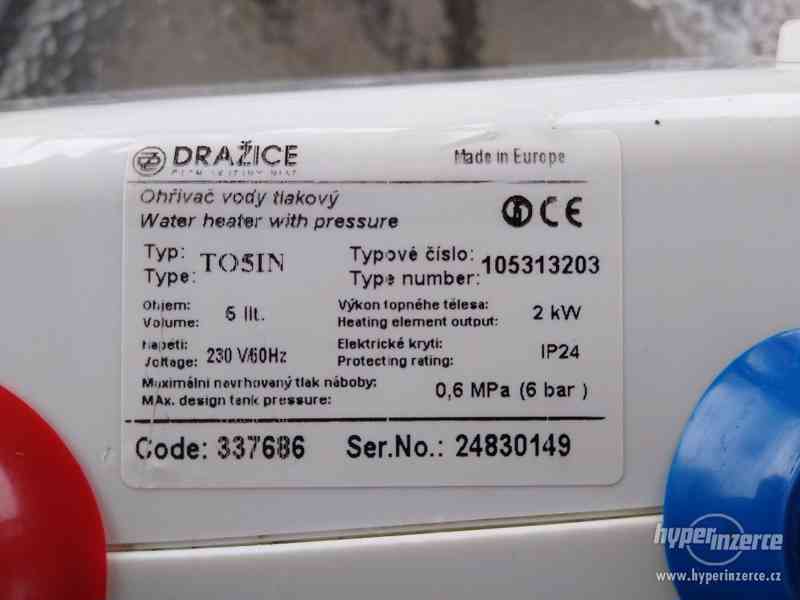 DRAŽICE
Made in Europe
Ohřívač vody tlakový
Water heater with pressure
CE
Typ:
Type: TO5IN
Typové číslo:
Type number: 105313203
Objem:
Volume: 5 lit.
Výkon topného tělesa:
Heating element output: 2 kW
Napětí:
Voltage: 230 V/60Hz
Elektrické krytí:
Protecting rating: IP24
Maximální navrhovaný tlak nádoby:
MAx. design tank pressure: 0,6 MPa (6 bar )
Code: 337686 Ser.No.: 24830149
hyperinzerce
www.hyperinzerce.cz